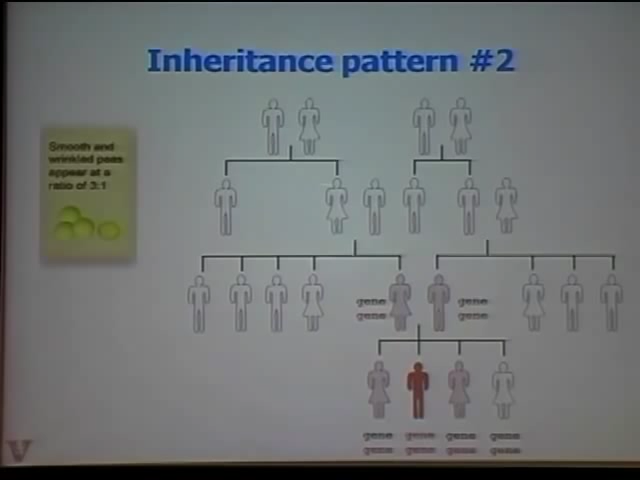 Inheritance pattern #2
Smooth and
wrinkled peas
appear at a
ratio of 3:1
gene gene
gene gene
gene gene gene gene
gene gene gene gene
V